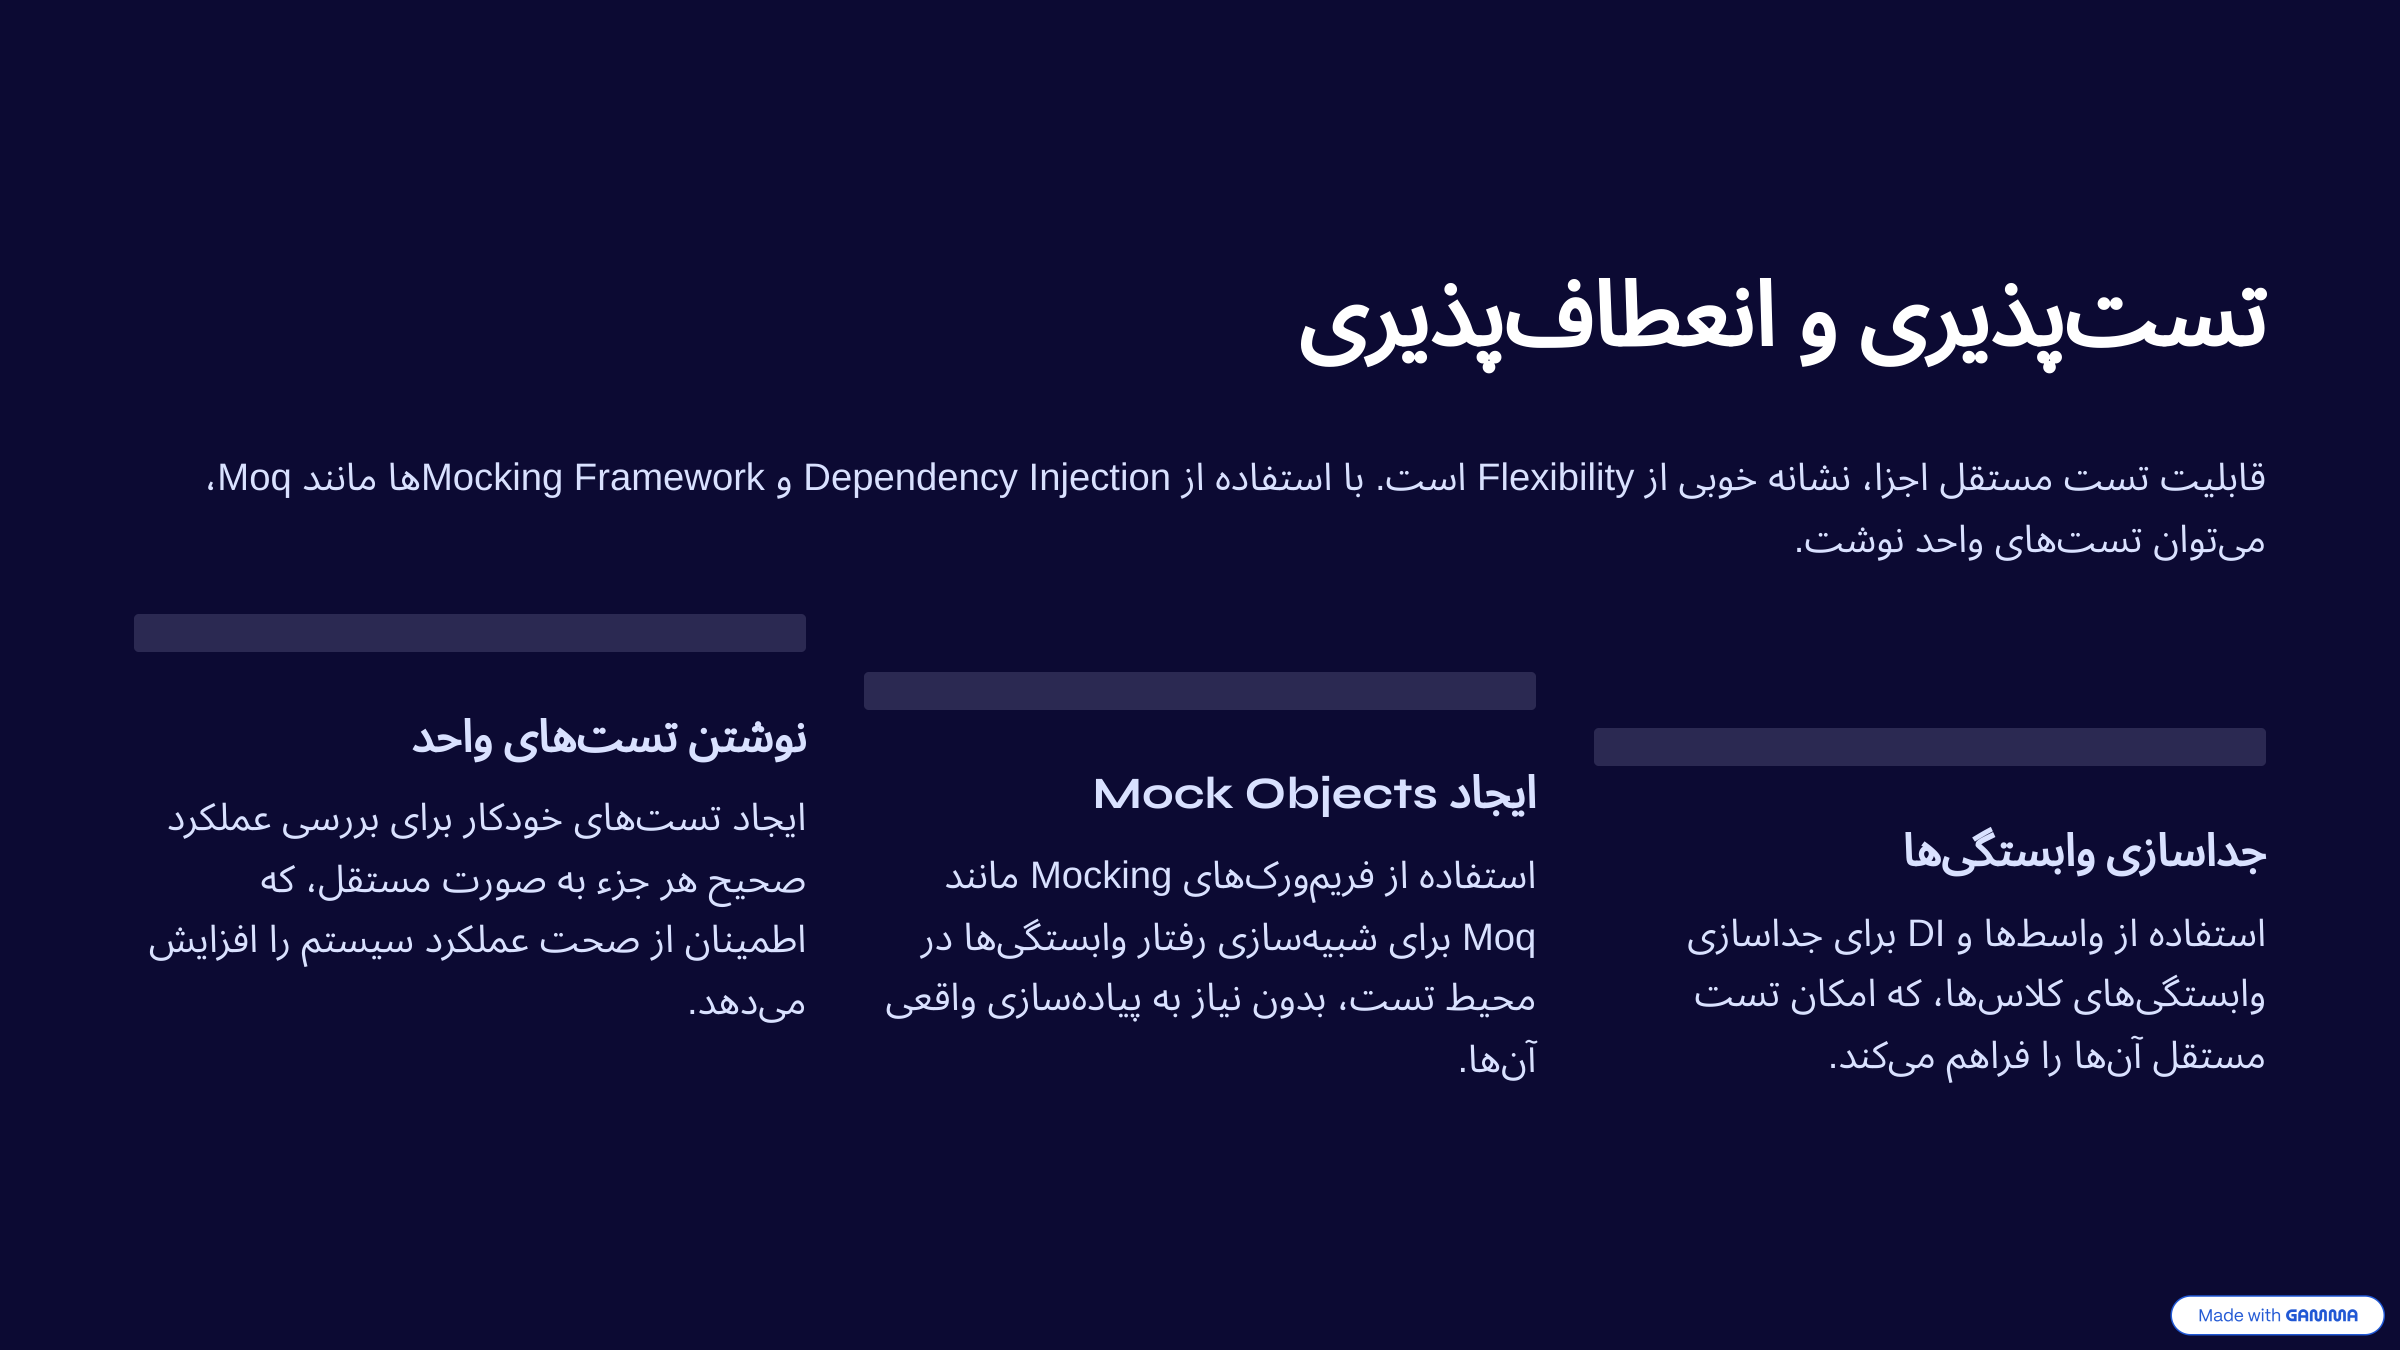 تست‌پذیری و انعطاف‌پذیری
قابلیت تست مستقل اجزا، نشانه خوبی از Flexibility است. با استفاده از Dependency Injection و Mocking Frameworkها مانند Moq،
می‌توان تست‌های واحد نوشت.
جداسازی وابستگی‌ها
استفاده از واسط‌ها و DI برای جداسازی
وابستگی‌های کلاس‌ها، که امکان تست
مستقل آن‌ها را فراهم می‌کند.
ایجاد Mock Objects
استفاده از فریم‌ورک‌های Mocking مانند
Moq برای شبیه‌سازی رفتار وابستگی‌ها در
محیط تست، بدون نیاز به پیاده‌سازی واقعی
آن‌ها.
نوشتن تست‌های واحد
ایجاد تست‌های خودکار برای بررسی عملکرد
صحیح هر جزء به صورت مستقل، که
اطمینان از صحت عملکرد سیستم را افزایش
می‌دهد.
Made with GAMMA